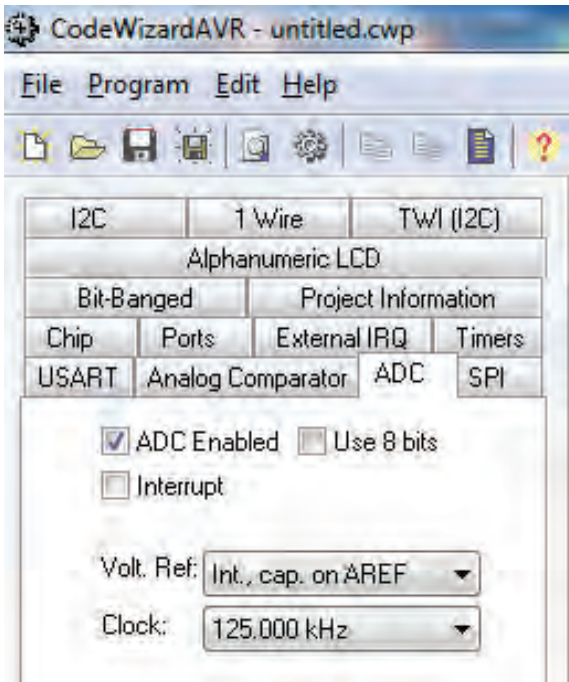 CodeWizardAVR - untitled.cwp
File Program Edit Help
?
I2C 1 Wire TWI (I2C)
Alphanumeric LCD
Bit-Banged Project Information
Chip Ports External IRQ Timers
USART Analog Comparator ADC SPI
ADC Enabled Use 8 bits
Interrupt
Volt. Ref: Int., cap. on AREF
Clock: 125.000 kHz